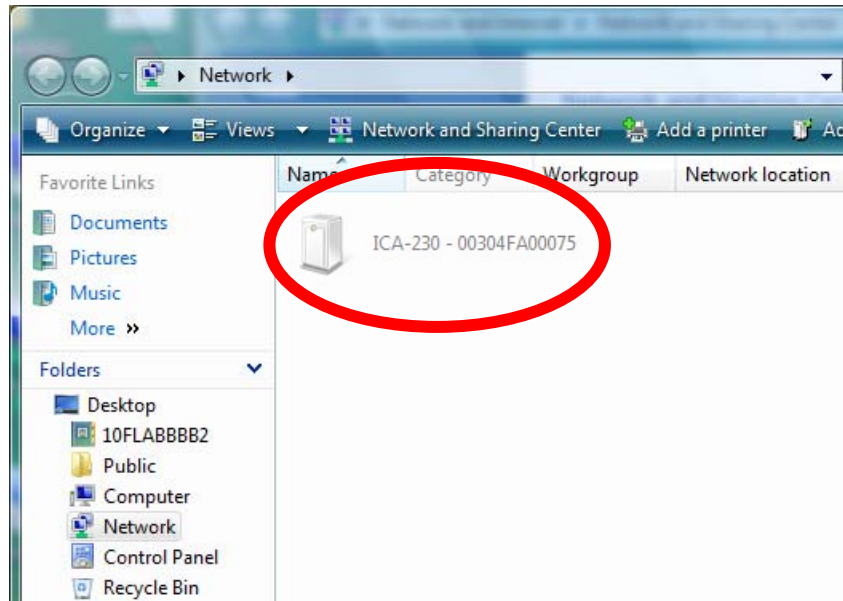 Network
Organize Views Network and Sharing Center Add a printer
Favorite Links
Documents
Pictures
Music
More »
Folders
Desktop
10FLABBBB2
Public
Computer
Network
Control Panel
Recycle Bin
Name Category Workgroup Network location
ICA-230 - 00304FA00075